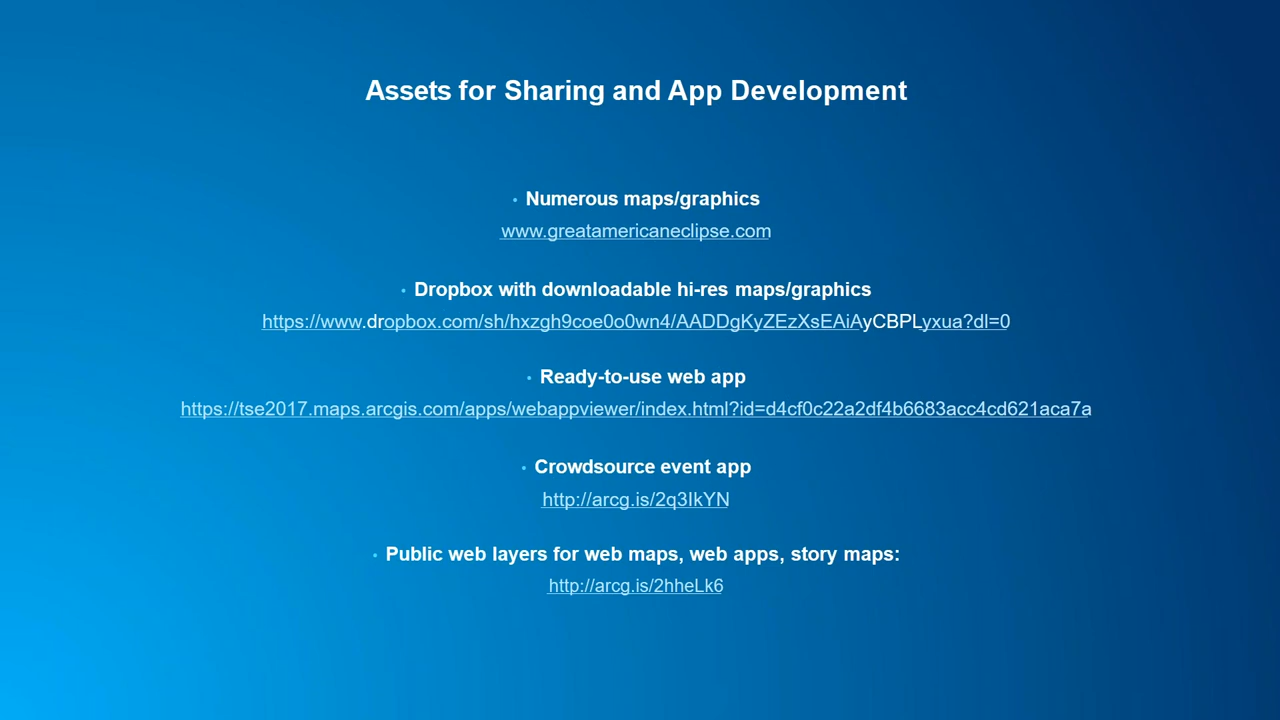 Assets for Sharing and App Development
• Numerous maps/graphics
www.greatamericaneclipse.com
• Dropbox with downloadable hi-res maps/graphics
https://www.dropbox.com/sh/hxzgh9coe0o0wn4/AADDgKyZEzXsEAiAyCBPLyxua?dl=0
• Ready-to-use web app
https://tse2017.maps.arcgis.com/apps/webappviewer/index.html?id=d4cf0c22a2df4b6683acc4cd621aca7a
• Crowdsource event app
http://arcg.is/2q3IkYN
• Public web layers for web maps, web apps, story maps:
http://arcg.is/2hheLk6